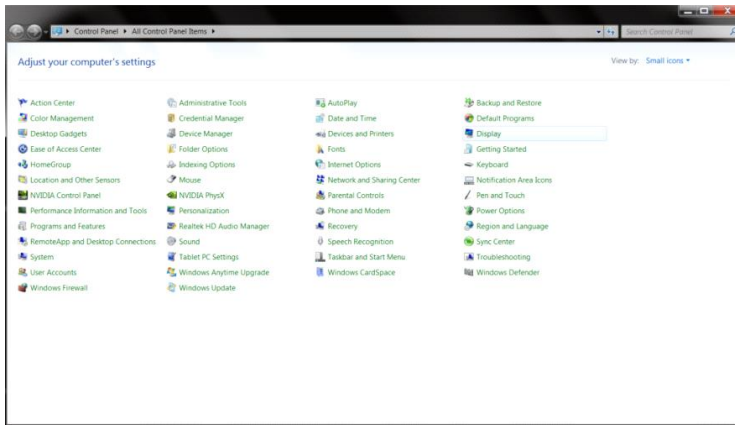 Control Panel ▸ All Control Panel Items ▸
Search Control Panel
Adjust your computer's settings
View by: Small icons
Action Center
Administrative Tools
AutoPlay
Backup and Restore
Color Management
Credential Manager
Date and Time
Default Programs
Desktop Gadgets
Device Manager
Devices and Printers
Display
Ease of Access Center
Folder Options
Fonts
Getting Started
HomeGroup
Indexing Options
Internet Options
Keyboard
Location and Other Sensors
Mouse
Network and Sharing Center
Notification Area Icons
NVIDIA Control Panel
NVIDIA PhysX
Parental Controls
Pen and Touch
Performance Information and Tools
Personalization
Phone and Modem
Power Options
Programs and Features
Realtek HD Audio Manager
Recovery
Region and Language
RemoteApp and Desktop Connections
Sound
Speech Recognition
Sync Center
System
Tablet PC Settings
Taskbar and Start Menu
Troubleshooting
User Accounts
Windows Anytime Upgrade
Windows CardSpace
Windows Defender
Windows Firewall
Windows Update